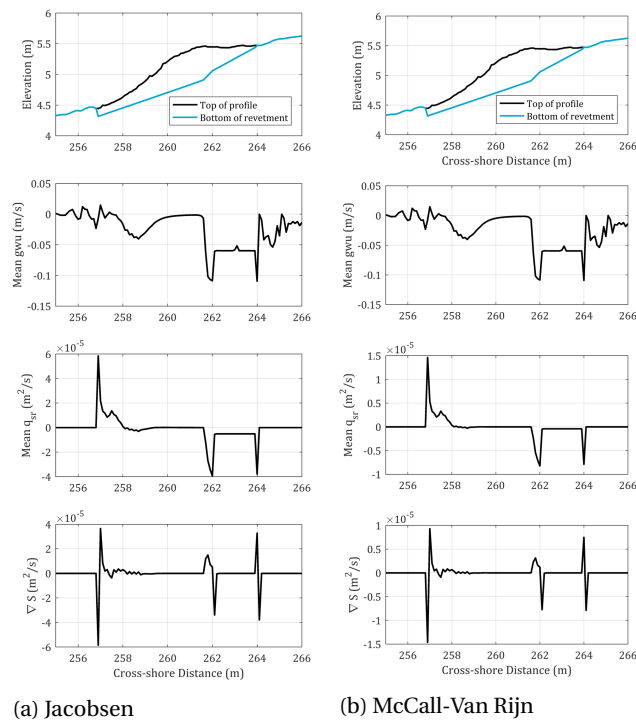 6
5.5
5
4.5
4
Elevation (m)
Top of profile
Bottom of revetment
256 258 260 262 264 266
0.05
0
-0.05
-0.1
-0.15
Mean gwu (m/s)
256 258 260 262 264 266
×10⁻⁵
6
4
2
0
-2
-4
Mean q_sr (m²/s)
256 258 260 262 264 266
×10⁻⁵
4
2
0
-2
-4
-6
∇ S (m²/s)
256 258 260 262 264 266
Cross-shore Distance (m)
(a) Jacobsen
6
5.5
5
4.5
4
Elevation (m)
Top of profile
Bottom of revetment
256 258 260 262 264 266
Cross-shore Distance (m)
0.05
0
-0.05
-0.1
-0.15
Mean gwu (m/s)
256 258 260 262 264 266
×10⁻⁵
1.5
1
0.5
0
-0.5
-1
Mean q_sr (m²/s)
256 258 260 262 264 266
×10⁻⁵
1
0.5
0
-0.5
-1
-1.5
∇ S (m²/s)
256 258 260 262 264 266
Cross-shore Distance (m)
(b) McCall-Van Rijn